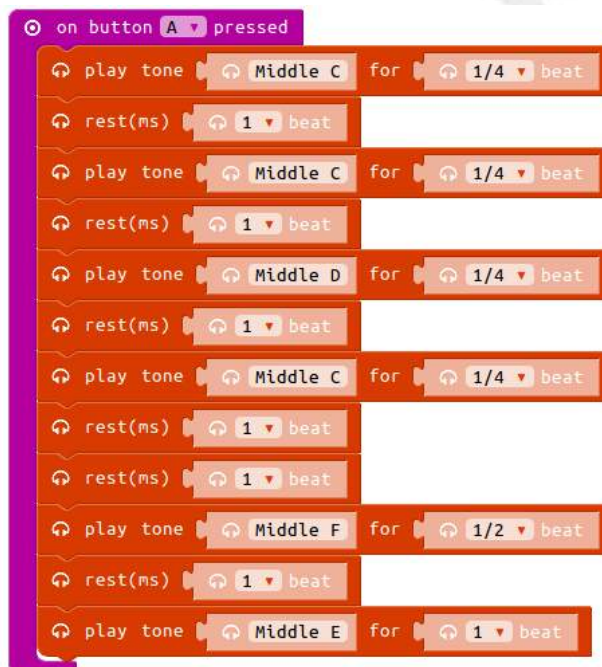 on button A pressed
play tone Middle C for 1/4 beat
rest(ms) 1 beat
play tone Middle C for 1/4 beat
rest(ms) 1 beat
play tone Middle D for 1/4 beat
rest(ms) 1 beat
play tone Middle C for 1/4 beat
rest(ms) 1 beat
rest(ms) 1 beat
play tone Middle F for 1/2 beat
rest(ms) 1 beat
play tone Middle E for 1 beat